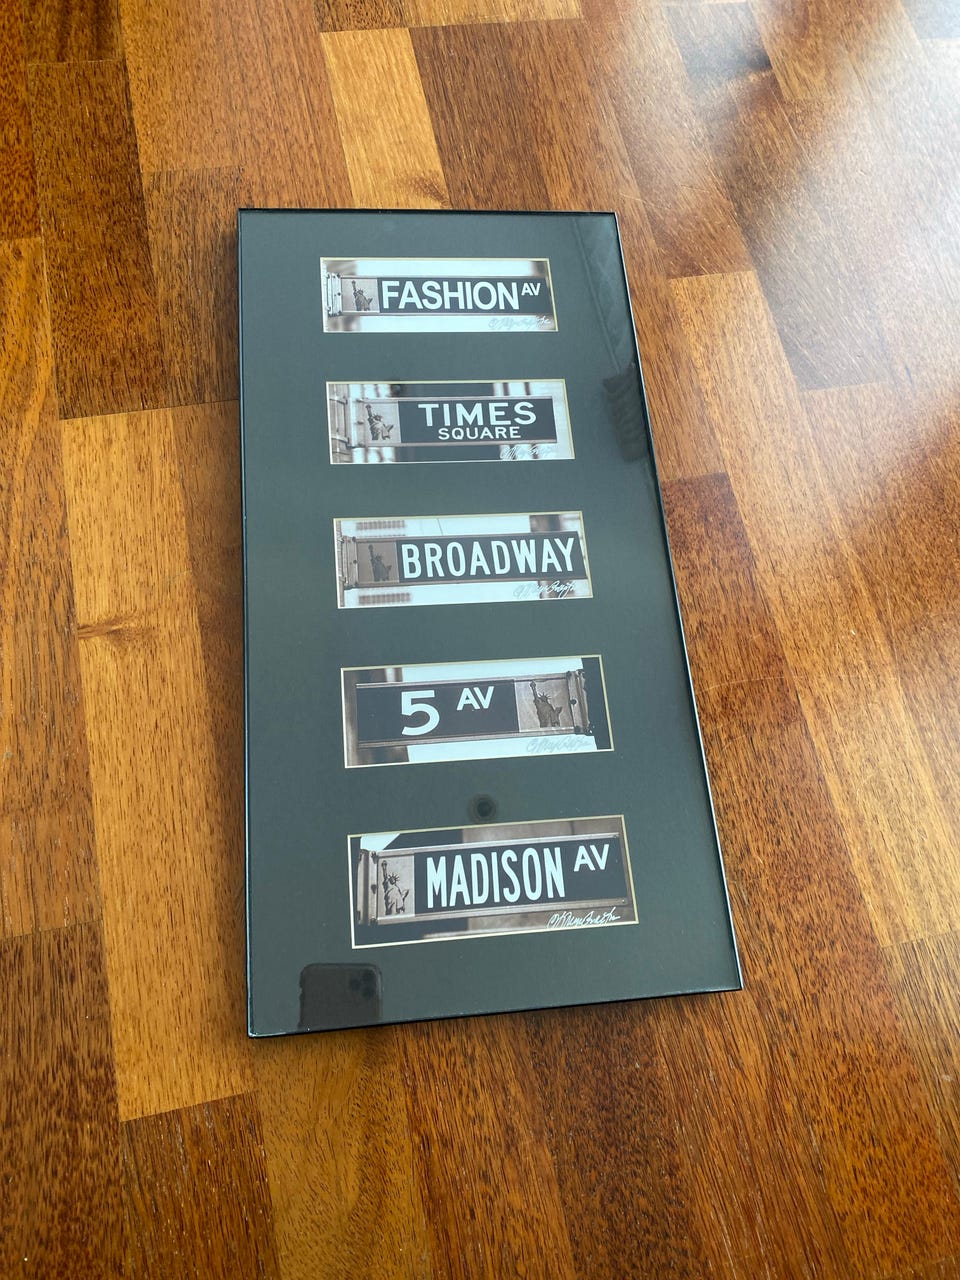 FASHION AV
TIMES
SQUARE
BROADWAY
5 AV
MADISON AV